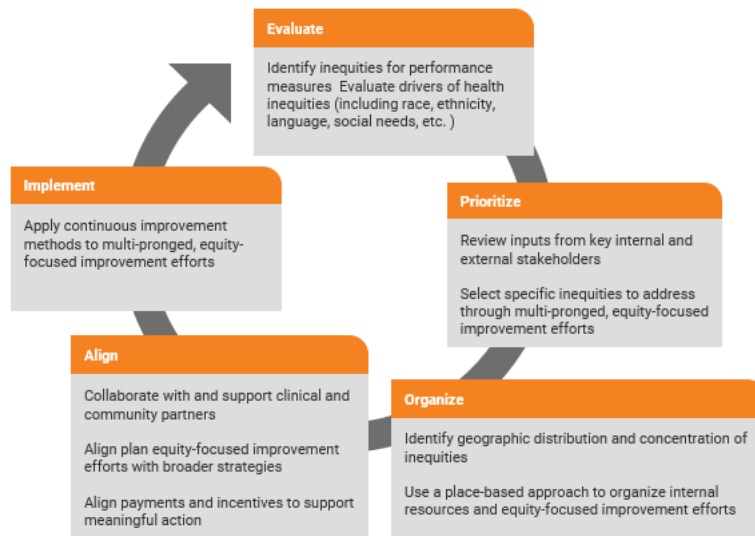 Evaluate
Identify inequities for performance
measures  Evaluate drivers of health
inequities (including race, ethnicity,
language, social needs, etc. )
Prioritize
Review inputs from key internal and
external stakeholders
Select specific inequities to address
through multi-pronged, equity-focused
improvement efforts
Organize
Identify geographic distribution and concentration of
inequities
Use a place-based approach to organize internal
resources and equity-focused improvement efforts
Align
Collaborate with and support clinical and
community partners
Align plan equity-focused improvement
efforts with broader strategies
Align payments and incentives to support
meaningful action
Implement
Apply continuous improvement
methods to multi-pronged, equity-
focused improvement efforts